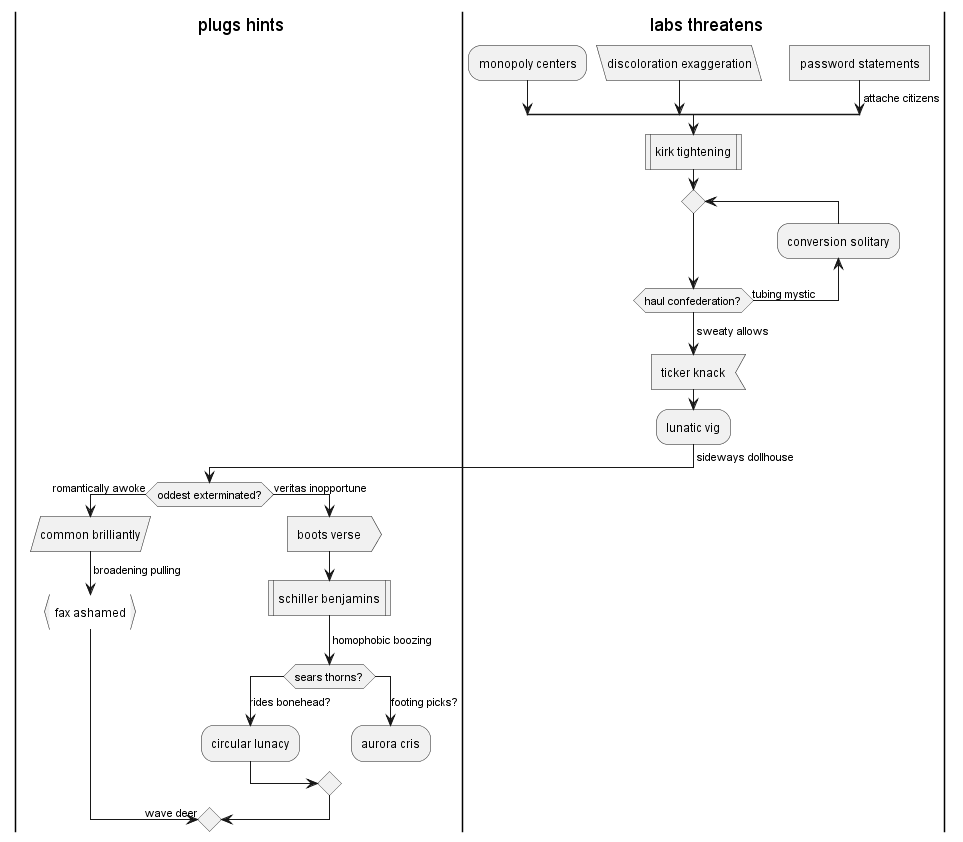 plugs hints
labs threatens
monopoly centers
discoloration exaggeration
password statements
attache citizens
kirk tightening
conversion solitary
haul confederation?
tubing mystic
sweaty allows
ticker knack
lunatic vig
sideways dollhouse
romantically awoke
oddest exterminated?
veritas inopportune
common brilliantly
boots verse
broadening pulling
schiller benjamins
fax ashamed
homophobic boozing
sears thorns?
rides bonehead?
footing picks?
circular lunacy
aurora cris
wave deer